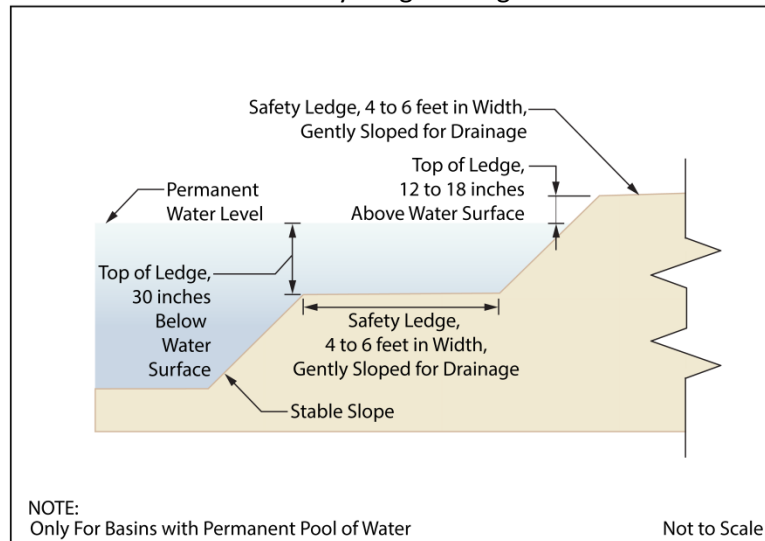 Safety Ledge, 4 to 6 feet in Width,
Gently Sloped for Drainage
Top of Ledge,
12 to 18 inches
Above Water Surface
Permanent
Water Level
Top of Ledge,
30 inches
Below
Water
Surface
Safety Ledge,
4 to 6 feet in Width,
Gently Sloped for Drainage
Stable Slope
NOTE:
Only For Basins with Permanent Pool of Water
Not to Scale